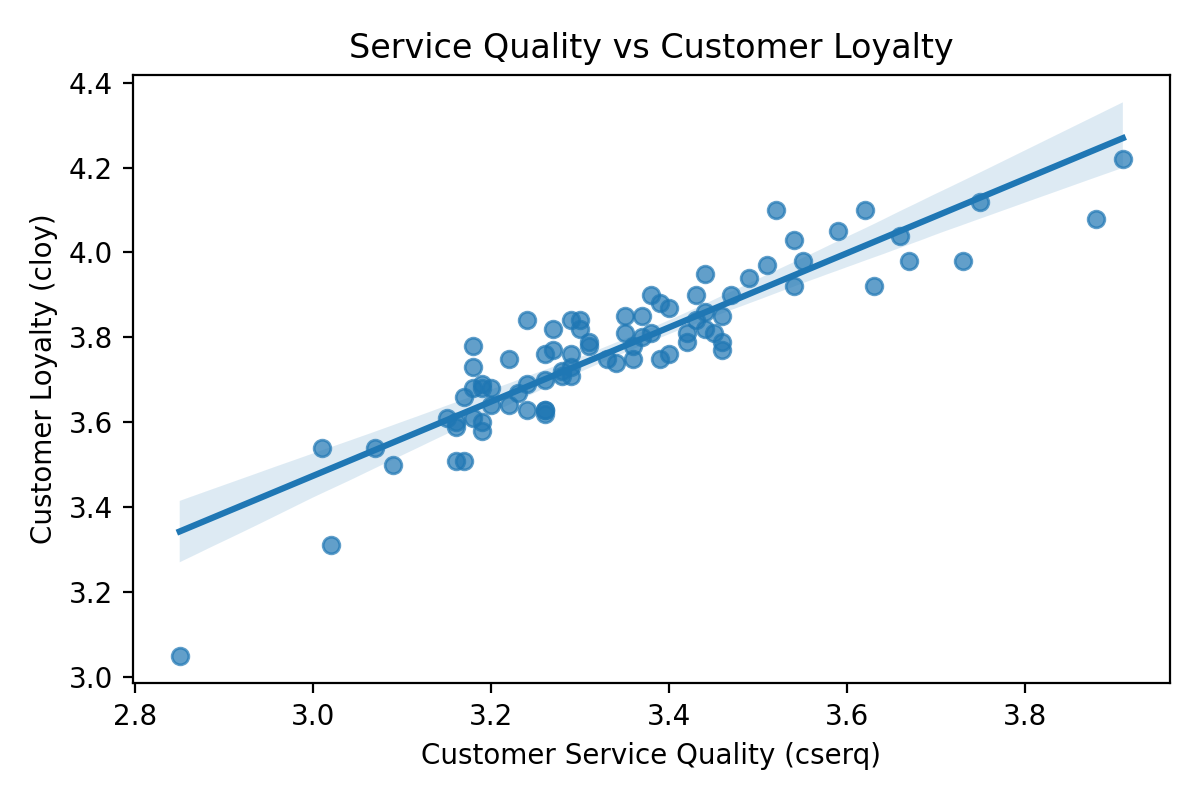 Service Quality vs Customer Loyalty
Customer Loyalty (cloy)
4.4
4.2
4.0
3.8
3.6
3.4
3.2
3.0
2.8 3.0 3.2 3.4 3.6 3.8
Customer Service Quality (cserq)